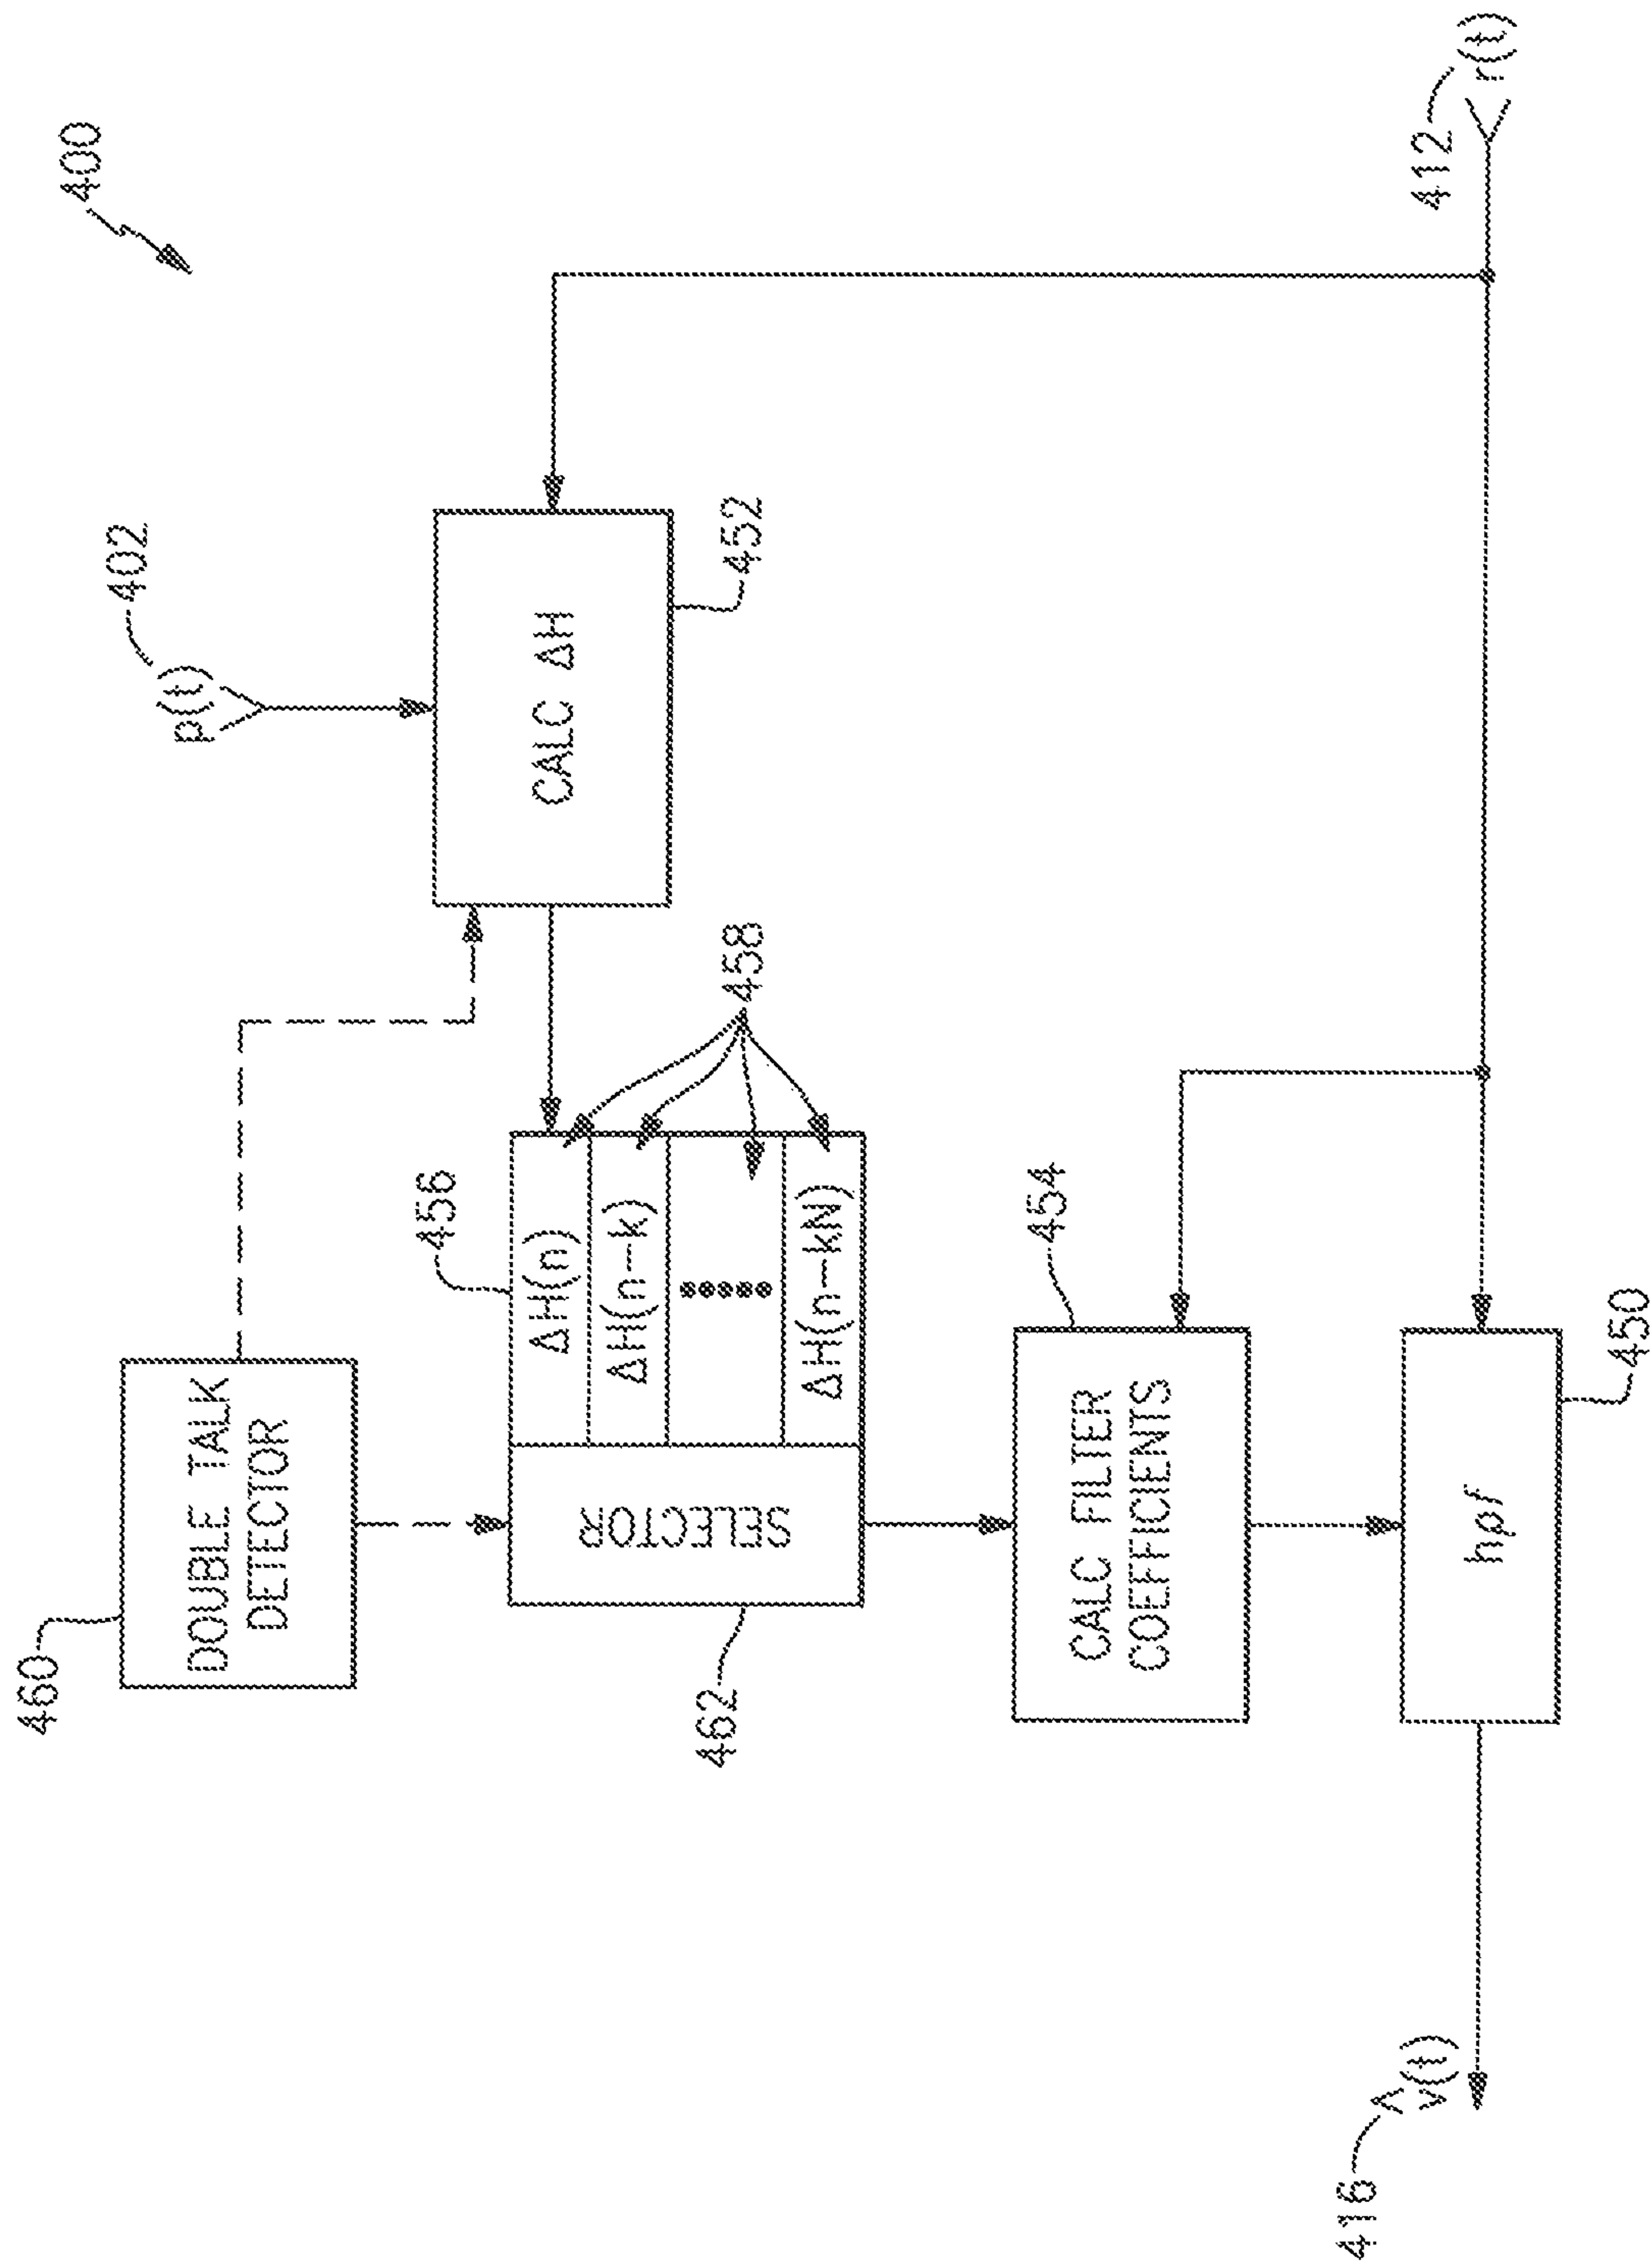 400
460
DOUBLE TALK
DETECTOR
402
p(t)
CALC ΔH
452
456
ΔH(n)
ΔH(n-k)
•••••
ΔH(n-kN)
458
SELECTOR
462
CALC FILTER
COEFFICIENTS
454
hpf
450
412
r(t)
416
v̂(t)